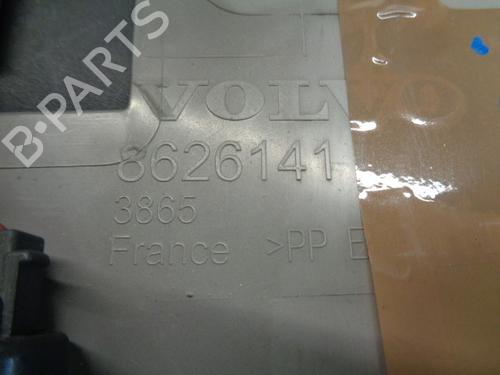 VOLVO
8626141
3865
France >PP E
B-PARTS